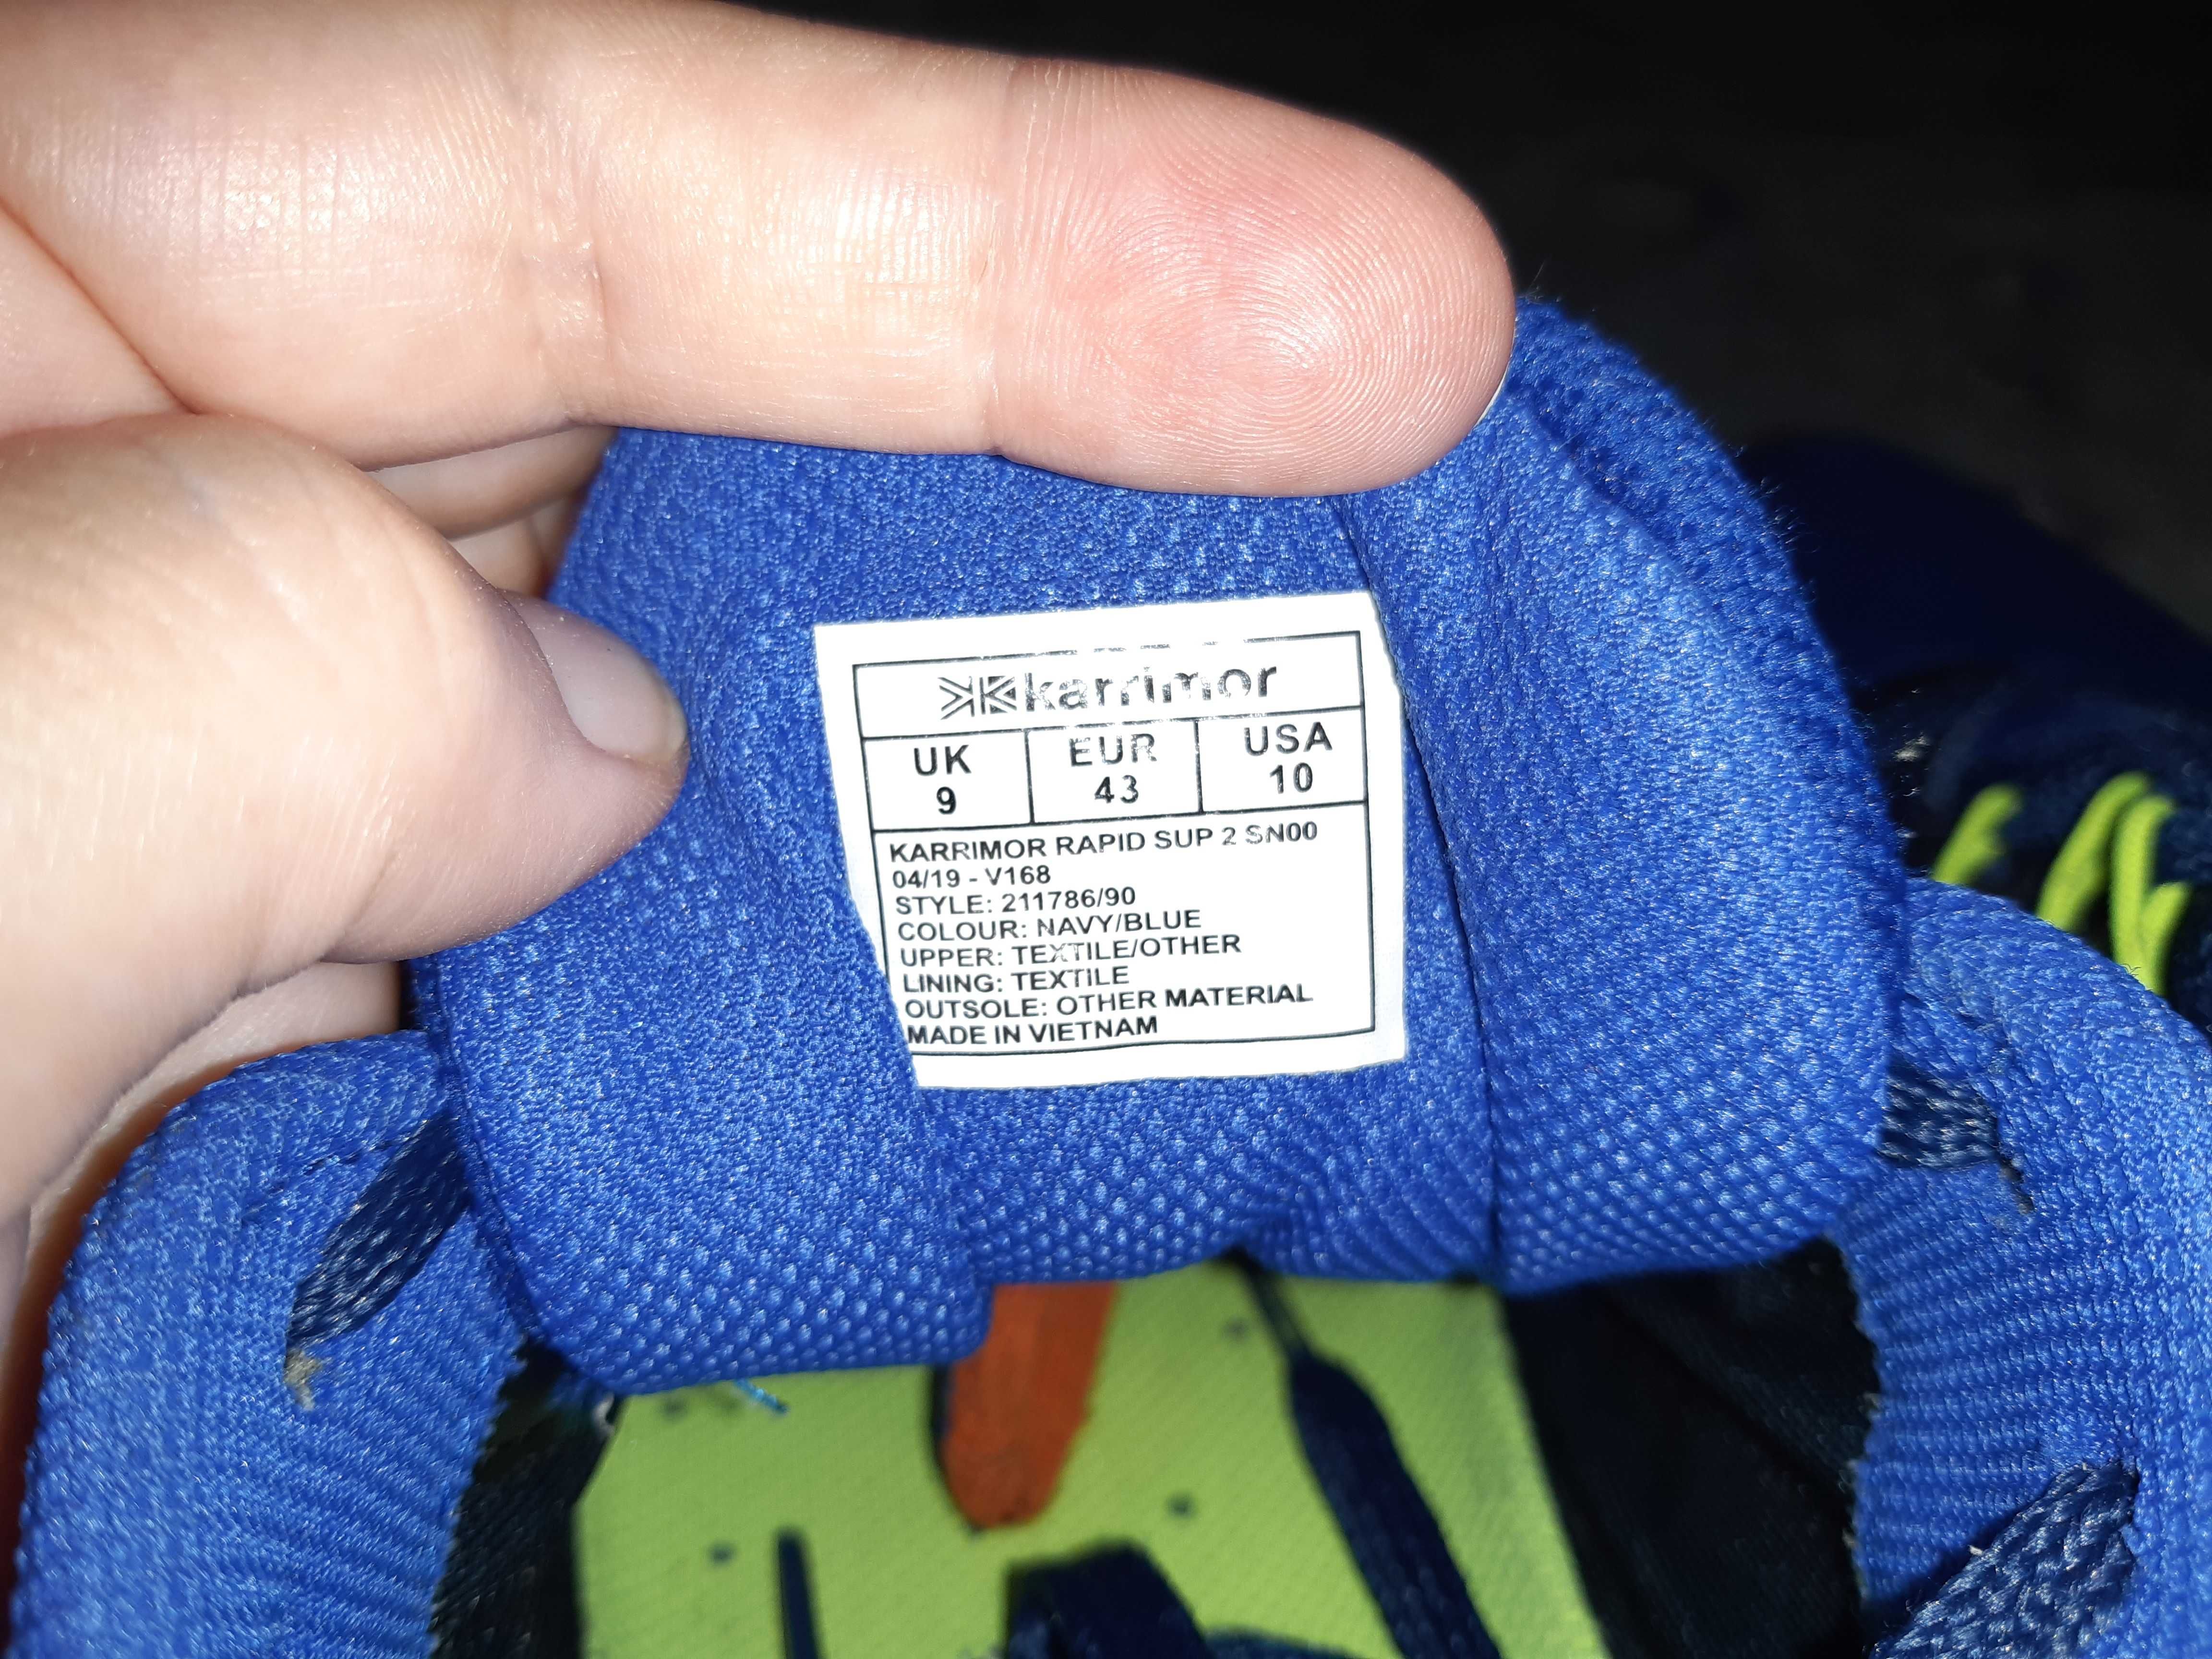 karrimor
UK EUR USA
9 43 10
KARRIMOR RAPID SUP 2 SN00
04/19 - V168
STYLE: 211786/90
COLOUR: NAVY/BLUE
UPPER: TEXTILE/OTHER
LINING: TEXTILE
OUTSOLE: OTHER MATERIAL
MADE IN VIETNAM